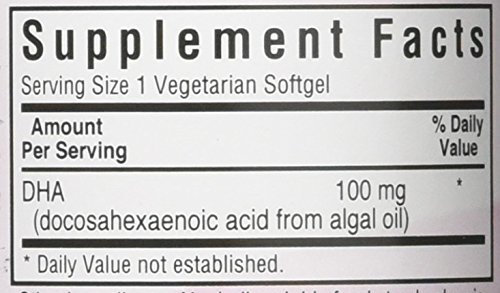 Supplement Facts
Serving Size 1 Vegetarian Softgel
Amount % Daily
Per Serving Value
DHA 100 mg *
(docosahexaenoic acid from algal oil)
* Daily Value not established.